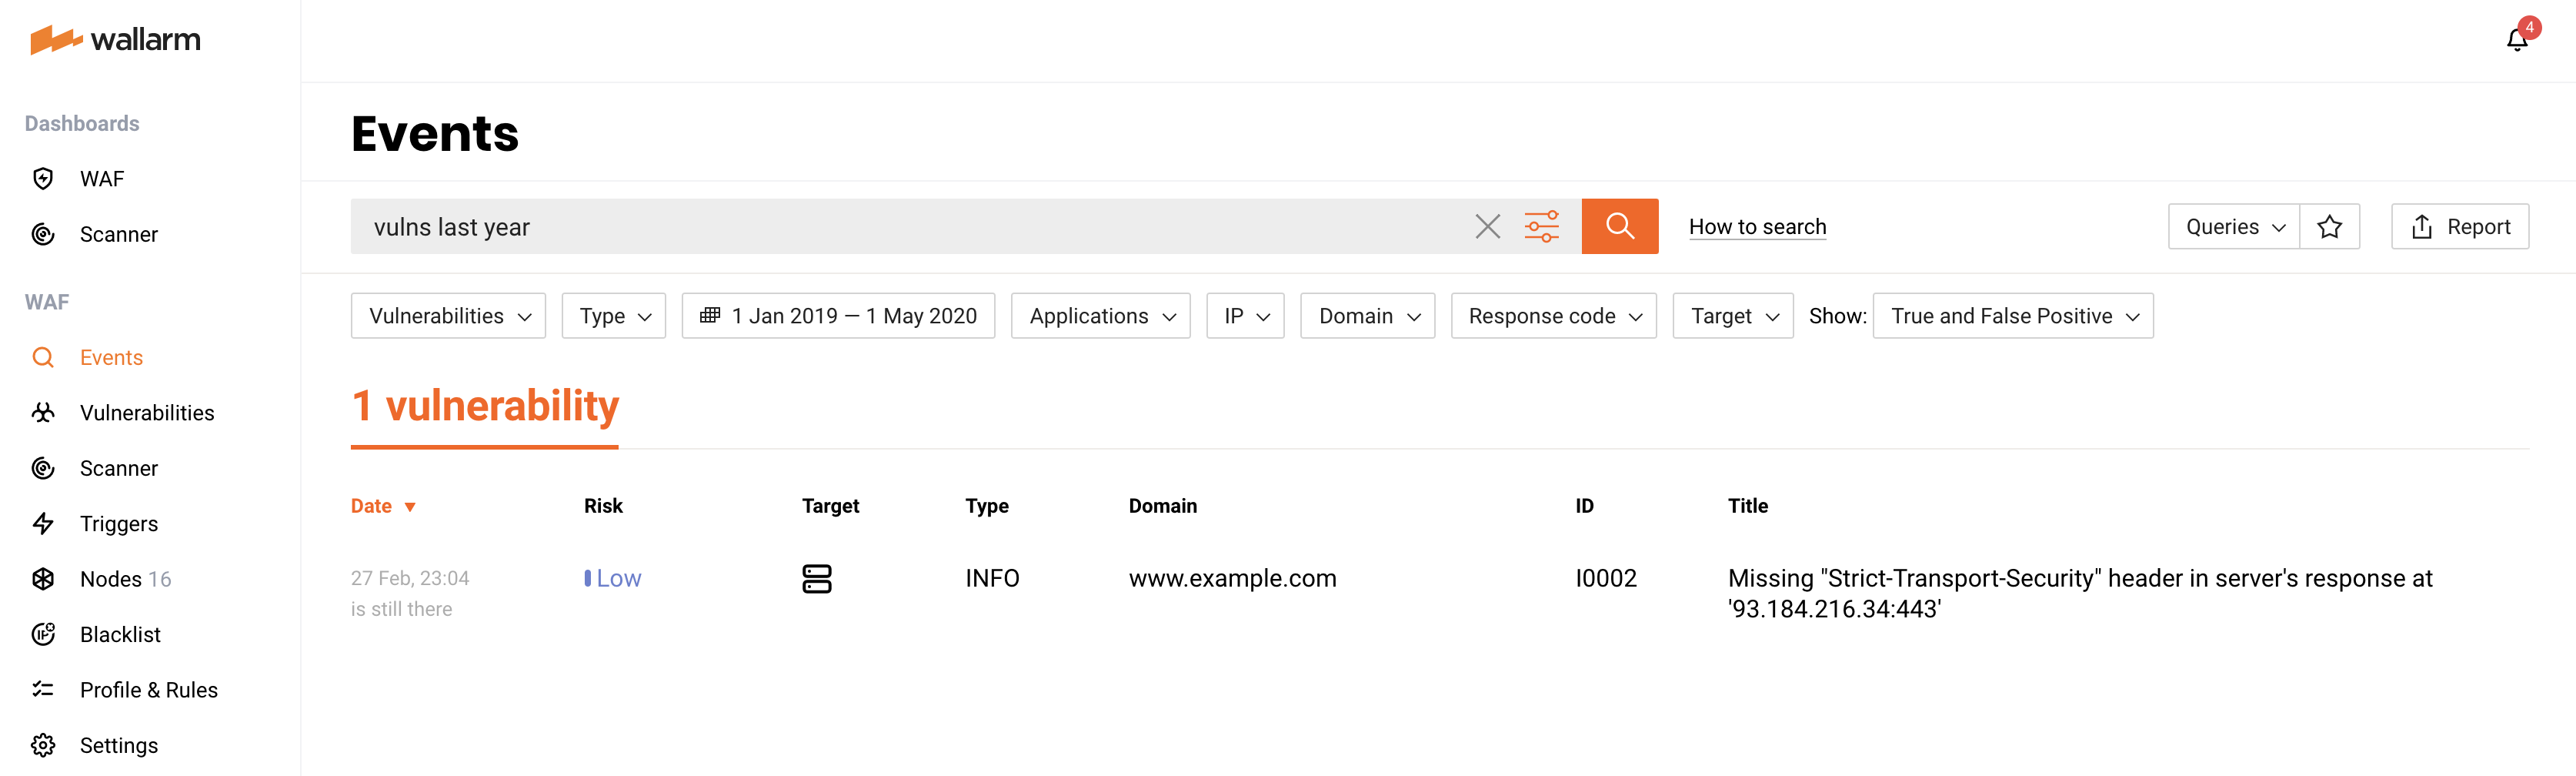 wallarm
4
Dashboards
WAF
Scanner
WAF
Events
Vulnerabilities
Scanner
Triggers
Nodes 16
Blacklist
Profile & Rules
Settings
Events
vulns last year
How to search
Queries
Report
Vulnerabilities
Type
1 Jan 2019 — 1 May 2020
Applications
IP
Domain
Response code
Target
Show:
True and False Positive
1 vulnerability
Date Risk Target Type Domain ID Title
27 Feb, 23:04 Low INFO www.example.com I0002 Missing "Strict-Transport-Security" header in server's response at
is still there '93.184.216.34:443'